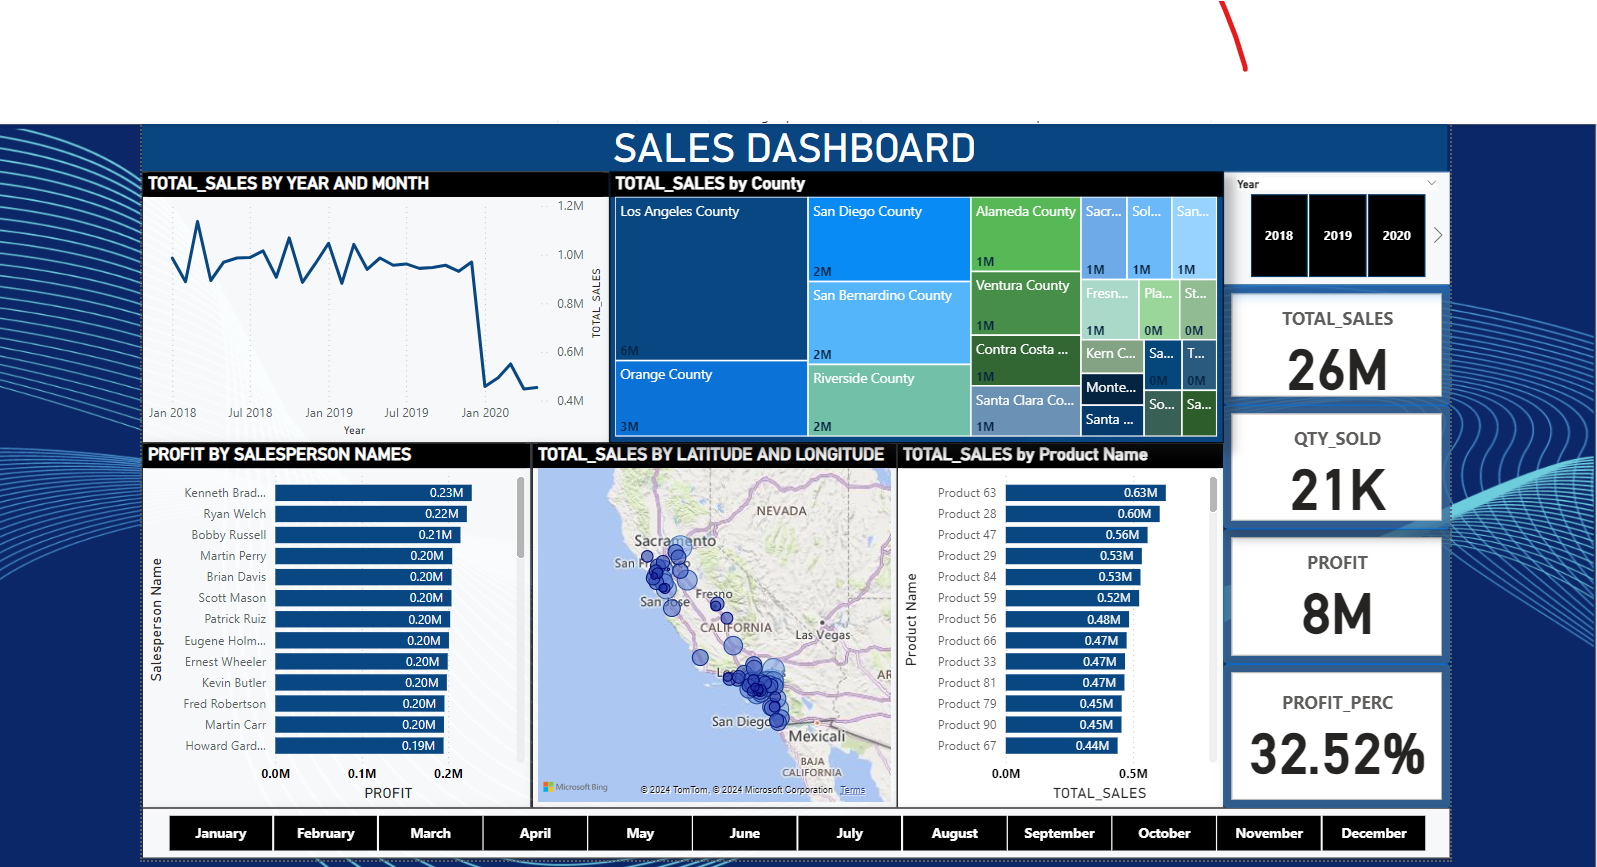 SALES DASHBOARD
TOTAL_SALES BY YEAR AND MONTH
1.2M
1.0M
0.8M
0.6M
0.4M
TOTAL_SALES
Jan 2018
Jul 2018
Jan 2019
Jul 2019
Jan 2020
Year
TOTAL_SALES by County
Los Angeles County
6M
Orange County
3M
San Diego County
2M
San Bernardino County
2M
Riverside County
2M
Alameda County
1M
Ventura County
1M
Contra Costa ...
1M
Santa Clara Co...
1M
Sacr...
1M
Sol...
1M
San...
1M
Fresn...
1M
Pla...
0M
St...
0M
Kern C...
Monte...
Santa ...
Sa...
0M
T...
0M
So...
Sa...
Year
2018
2019
2020
TOTAL_SALES
26M
QTY_SOLD
21K
PROFIT
8M
PROFIT_PERC
32.52%
PROFIT BY SALESPERSON NAMES
Salesperson Name
Kenneth Brad... 0.23M
Ryan Welch 0.22M
Bobby Russell 0.21M
Martin Perry 0.20M
Brian Davis 0.20M
Scott Mason 0.20M
Patrick Ruiz 0.20M
Eugene Holm... 0.20M
Ernest Wheeler 0.20M
Kevin Butler 0.20M
Fred Robertson 0.20M
Martin Carr 0.20M
Howard Gard... 0.19M
0.0M 0.1M 0.2M
PROFIT
TOTAL_SALES BY LATITUDE AND LONGITUDE
NEVADA
Sacramento
San Jose
Fresno
CALIFORNIA
Las Vegas
San Diego
Mexicali
BAJA
CALIFORNIA
AR
Microsoft Bing
© 2024 TomTom, © 2024 Microsoft Corporation Terms
TOTAL_SALES by Product Name
Product Name
Product 63 0.63M
Product 28 0.60M
Product 47 0.56M
Product 29 0.53M
Product 84 0.53M
Product 59 0.52M
Product 56 0.48M
Product 66 0.47M
Product 33 0.47M
Product 81 0.47M
Product 79 0.45M
Product 90 0.45M
Product 67 0.44M
0.0M 0.5M
TOTAL_SALES
January February March April May June July August September October November December